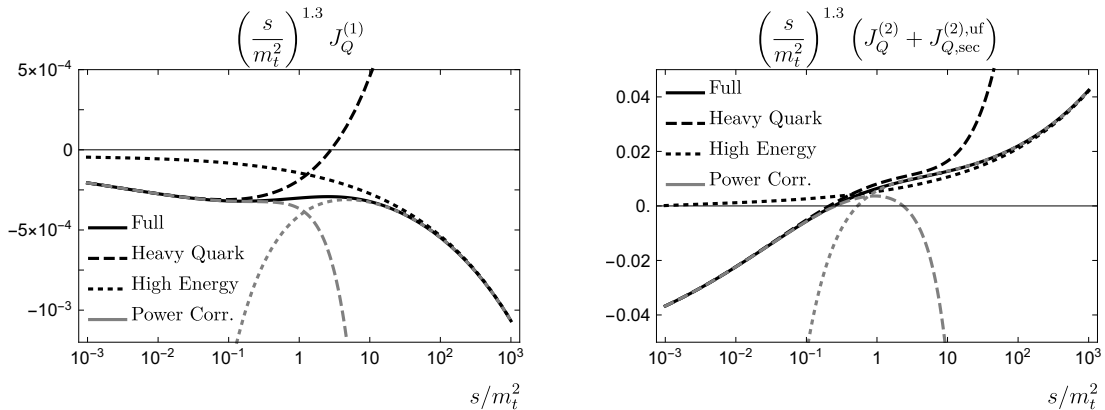 (s/m_t^2)^1.3 J_Q^(1)
5×10^−4
0
−5×10^−4
−10^−3
Full
Heavy Quark
High Energy
Power Corr.
10^−3 10^−2 10^−1 1 10 10^2 10^3
s/m_t^2
(s/m_t^2)^1.3 (J_Q^(2) + J_Q,sec^(2),uf)
0.04
0.02
0.
−0.02
−0.04
Full
Heavy Quark
High Energy
Power Corr.
10^−3 10^−2 10^−1 1 10 10^2 10^3
s/m_t^2